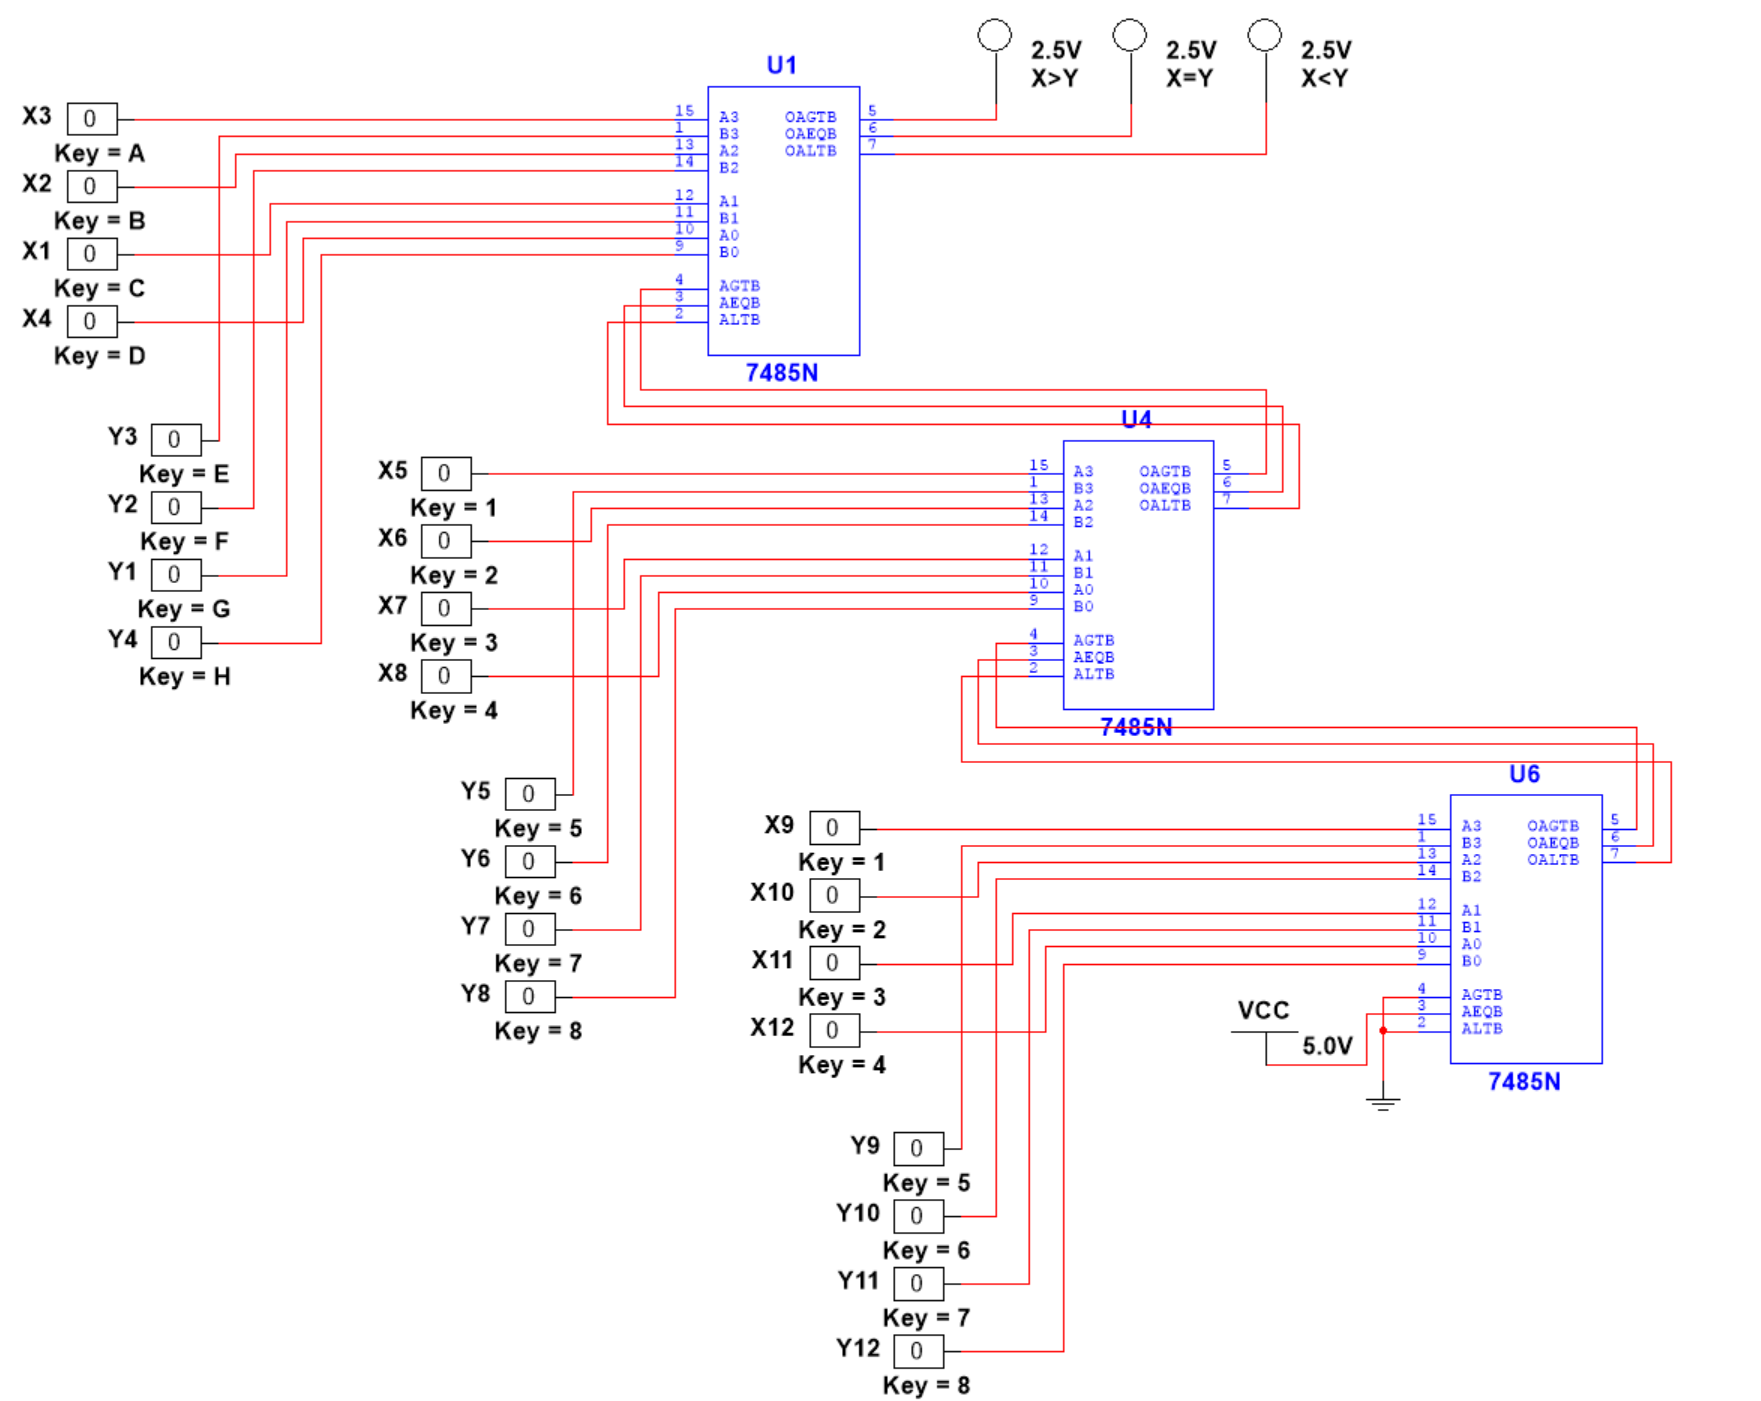 2.5V
X>Y
2.5V
X=Y
2.5V
X<Y
U1
X3 0
Key = A
X2 0
Key = B
X1 0
Key = C
X4 0
Key = D
15 A3 OAGTB 5
1 B3 OAEQB 6
13 A2 OALTB 7
14 B2
12 A1
11 B1
10 A0
9 B0
4 AGTB
3 AEQB
2 ALTB
7485N
Y3 0
Key = E
Y2 0
Key = F
Y1 0
Key = G
Y4 0
Key = H
U4
X5 0
Key = 1
X6 0
Key = 2
X7 0
Key = 3
X8 0
Key = 4
15 A3 OAGTB 5
1 B3 OAEQB 6
13 A2 OALTB 7
14 B2
12 A1
11 B1
10 A0
9 B0
4 AGTB
3 AEQB
2 ALTB
7485N
Y5 0
Key = 5
Y6 0
Key = 6
Y7 0
Key = 7
Y8 0
Key = 8
U6
X9 0
Key = 1
X10 0
Key = 2
X11 0
Key = 3
X12 0
Key = 4
15 A3 OAGTB 5
1 B3 OAEQB 6
13 A2 OALTB 7
14 B2
12 A1
11 B1
10 A0
9 B0
4 AGTB
3 AEQB
2 ALTB
VCC
5.0V
7485N
Y9 0
Key = 5
Y10 0
Key = 6
Y11 0
Key = 7
Y12 0
Key = 8